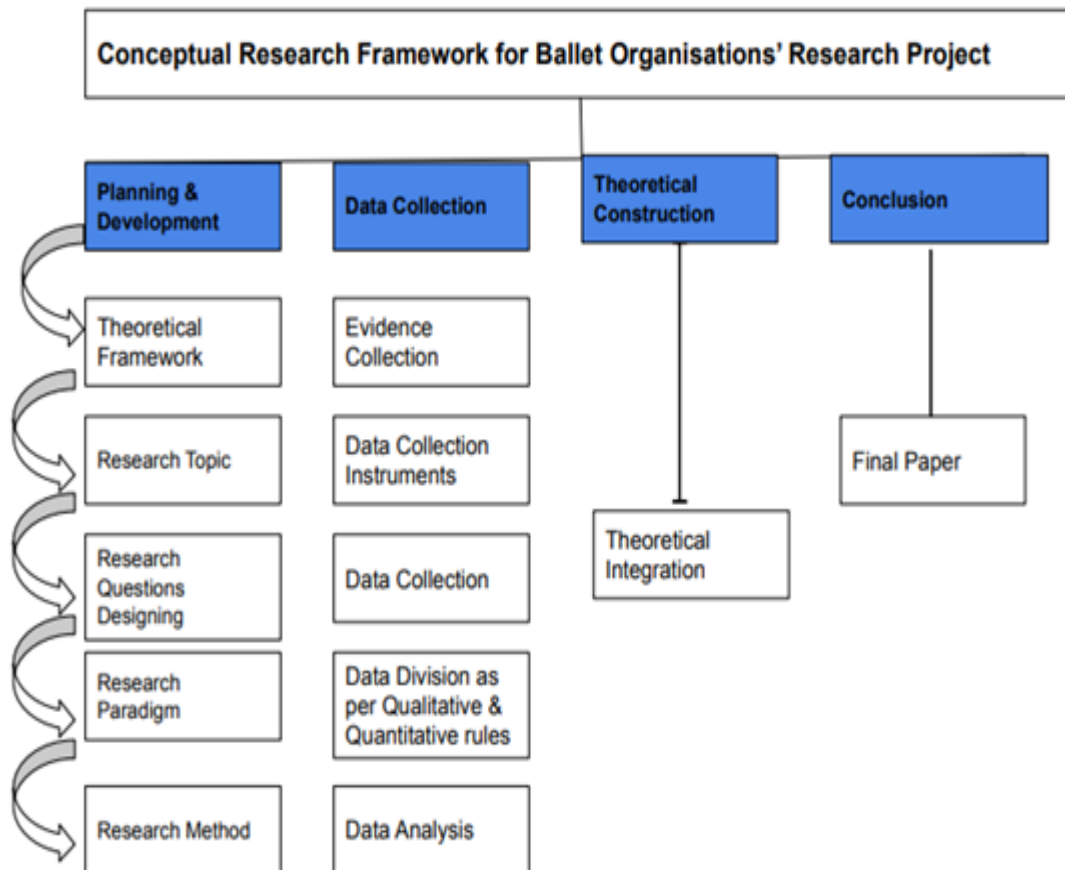 Conceptual Research Framework for Ballet Organisations' Research Project
Planning &
Development
Theoretical
Framework
Research Topic
Research
Questions
Designing
Research
Paradigm
Research Method
Data Collection
Evidence
Collection
Data Collection
Instruments
Data Collection
Data Division as
per Qualitative &
Quantitative rules
Data Analysis
Theoretical
Construction
Theoretical
Integration
Conclusion
Final Paper